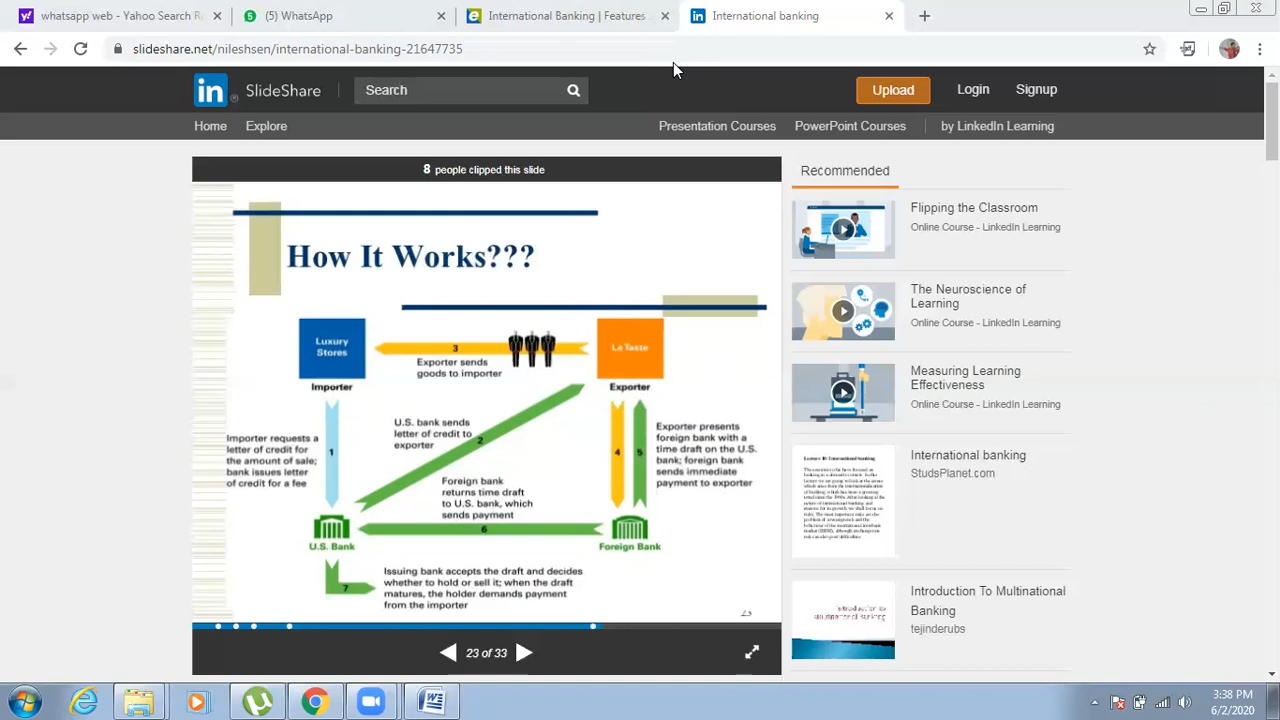 whatsapp web - Yahoo Search R
(5) WhatsApp
International Banking | Features
International banking
slideshare.net/nileshsen/international-banking-21647735
in SlideShare
Search
Upload
Login
Signup
Home
Explore
Presentation Courses
PowerPoint Courses
by LinkedIn Learning
8 people clipped this slide
How It Works???
Luxury
Stores
Importer
3
Exporter sends
goods to importer
Le Taste
Exporter
Importer requests a
letter of credit for
the amount of sale;
bank issues letter
of credit for a fee
1
U.S. bank sends
letter of credit to
exporter
2
4
5
Exporter presents
foreign bank with a
time draft on the U.S.
bank; foreign bank
sends immediate
payment to exporter
Foreign bank
returns time draft
to U.S. bank, which
sends payment
6
U.S. Bank
Foreign Bank
7
Issuing bank accepts the draft and decides
whether to hold or sell it; when the draft
matures, the holder demands payment
from the importer
23
23 of 33
Recommended
Flipping the Classroom
Online Course - LinkedIn Learning
The Neuroscience of
Learning
Online Course - LinkedIn Learning
Measuring Learning
Effectiveness
Online Course - LinkedIn Learning
International banking
StudsPlanet.com
Introduction To Multinational
Banking
tejinderubs
Introduction to
Multinational Banking
3:38 PM
6/2/2020